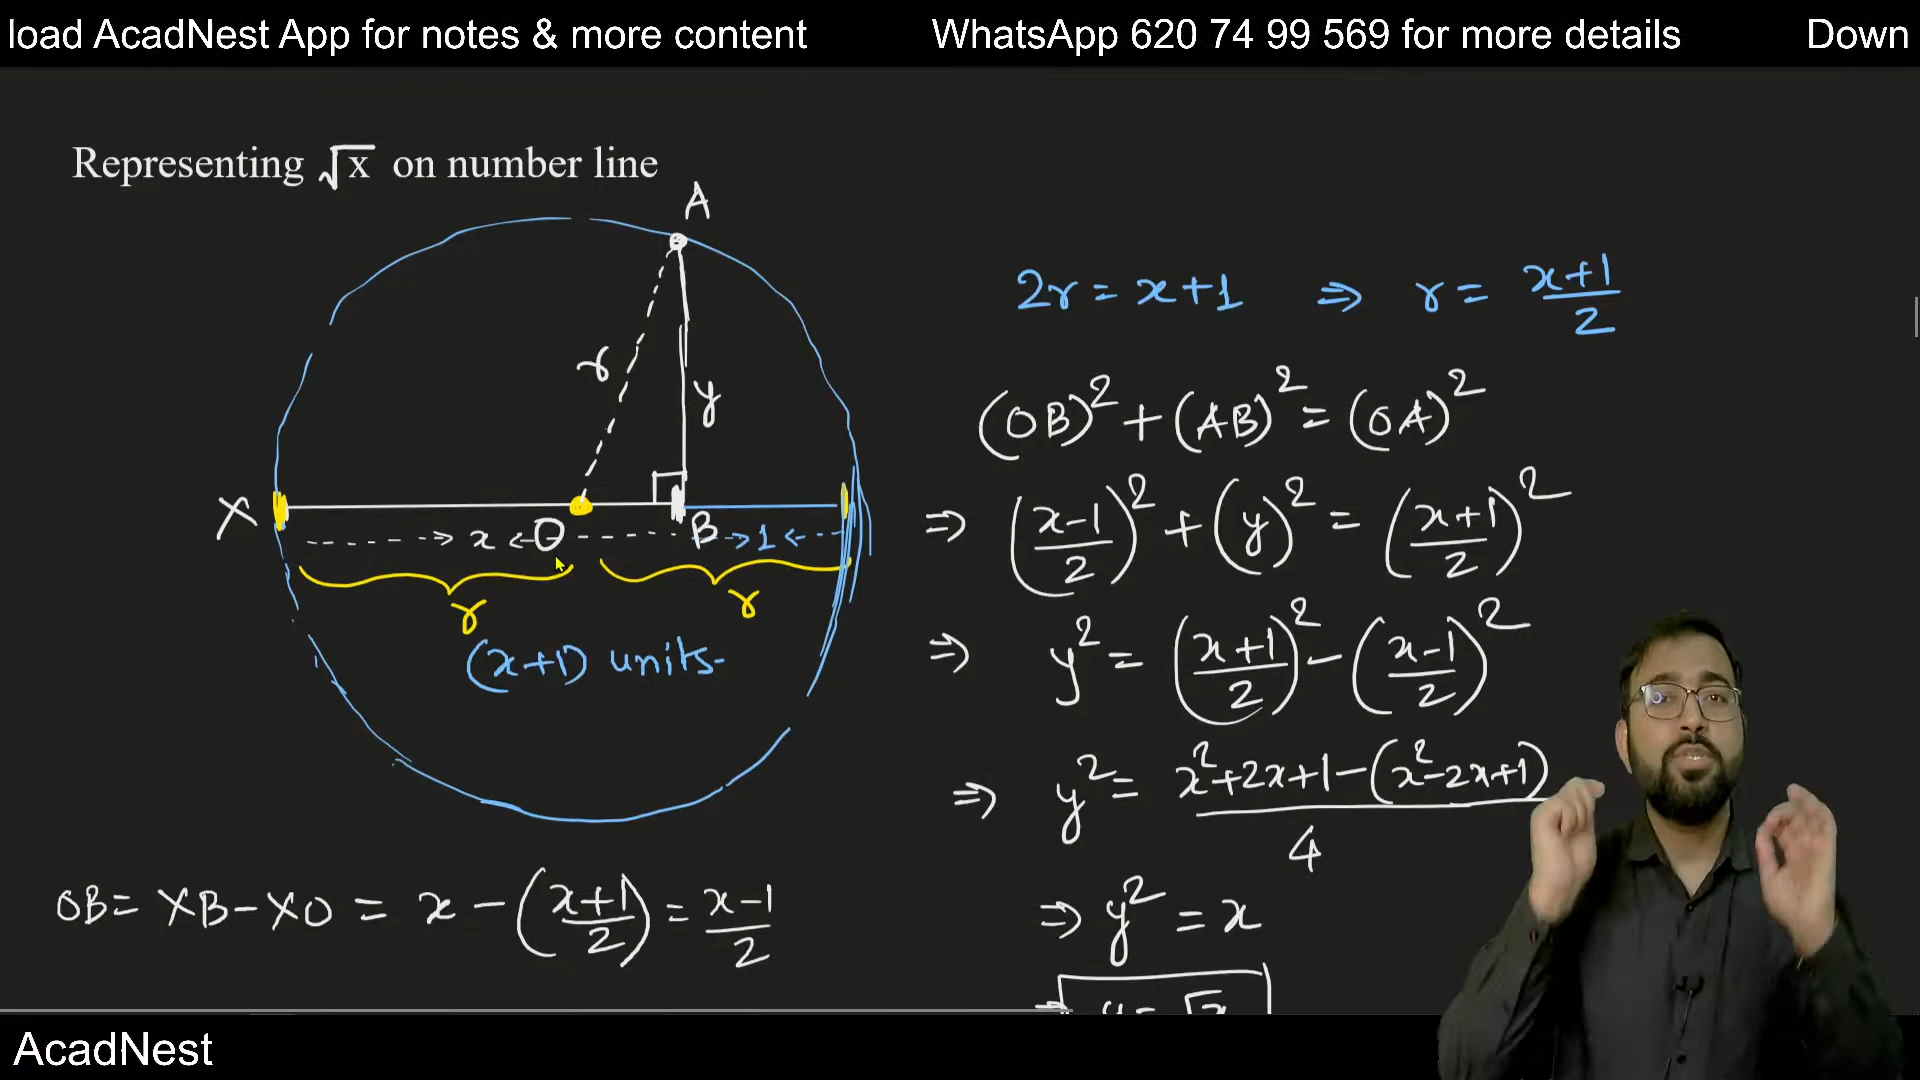 load AcadNest App for notes & more content WhatsApp 620 74 99 569 for more details Down
Representing √x on number line
A
r
y
X
--->x<-O-----B->1<---
r r
(x+1) units
OB = XB-XO = x - (x+1/2) = x-1/2
2r = x+1 ⇒ r = x+1/2
(OB)² + (AB)² = (OA)²
⇒ (x-1/2)² + (y)² = (x+1/2)²
⇒ y² = (x+1/2)² - (x-1/2)²
⇒ y² = x²+2x+1-(x²-2x+1)/4
⇒ y² = x
⇒ y = √x
AcadNest